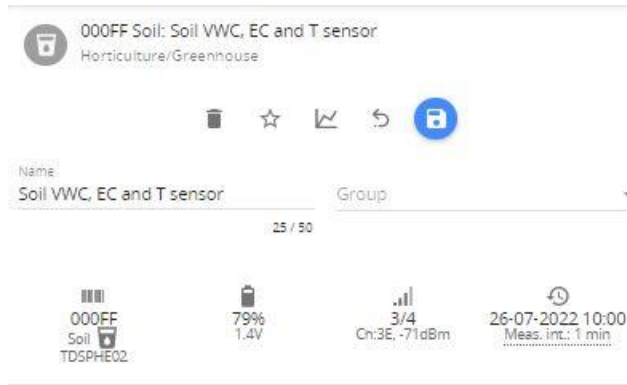 000FF Soil: Soil VWC, EC and T sensor
Horticulture/Greennouse
Name
Soil VWC, EC and T sensor
Group
25 / 50
000FF
79%
3/4
26-07-2022 10:00
Soil
1.4V
Cn:3E, -71dBm
Meas. int.: 1 min
TDSPHE02